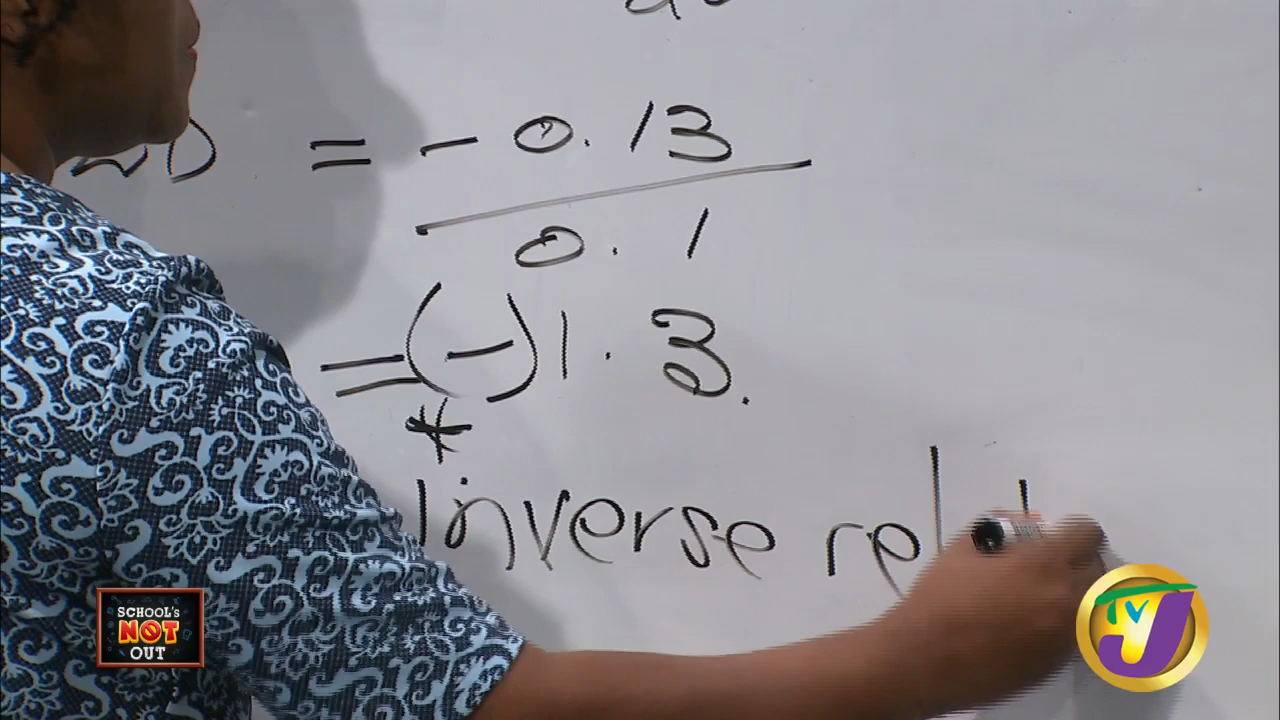 = - 0.13
0.1
= (-) 1.3.
*
Inverse rel
SCHOOL'S
NOT
OUT
TVJ